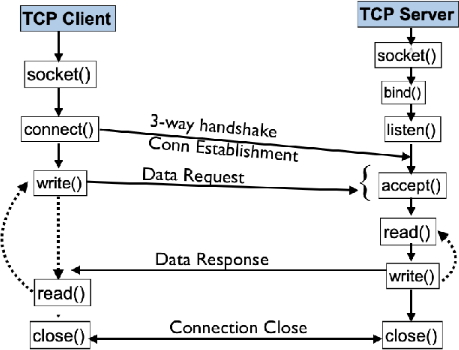 TCP Client
TCP Server
socket()
socket()
bind()
connect()
3-way handshake
Conn Establishment
listen()
write()
Data Request
{
accept()
read()
Data Response
write()
read()
close()
Connection Close
close()